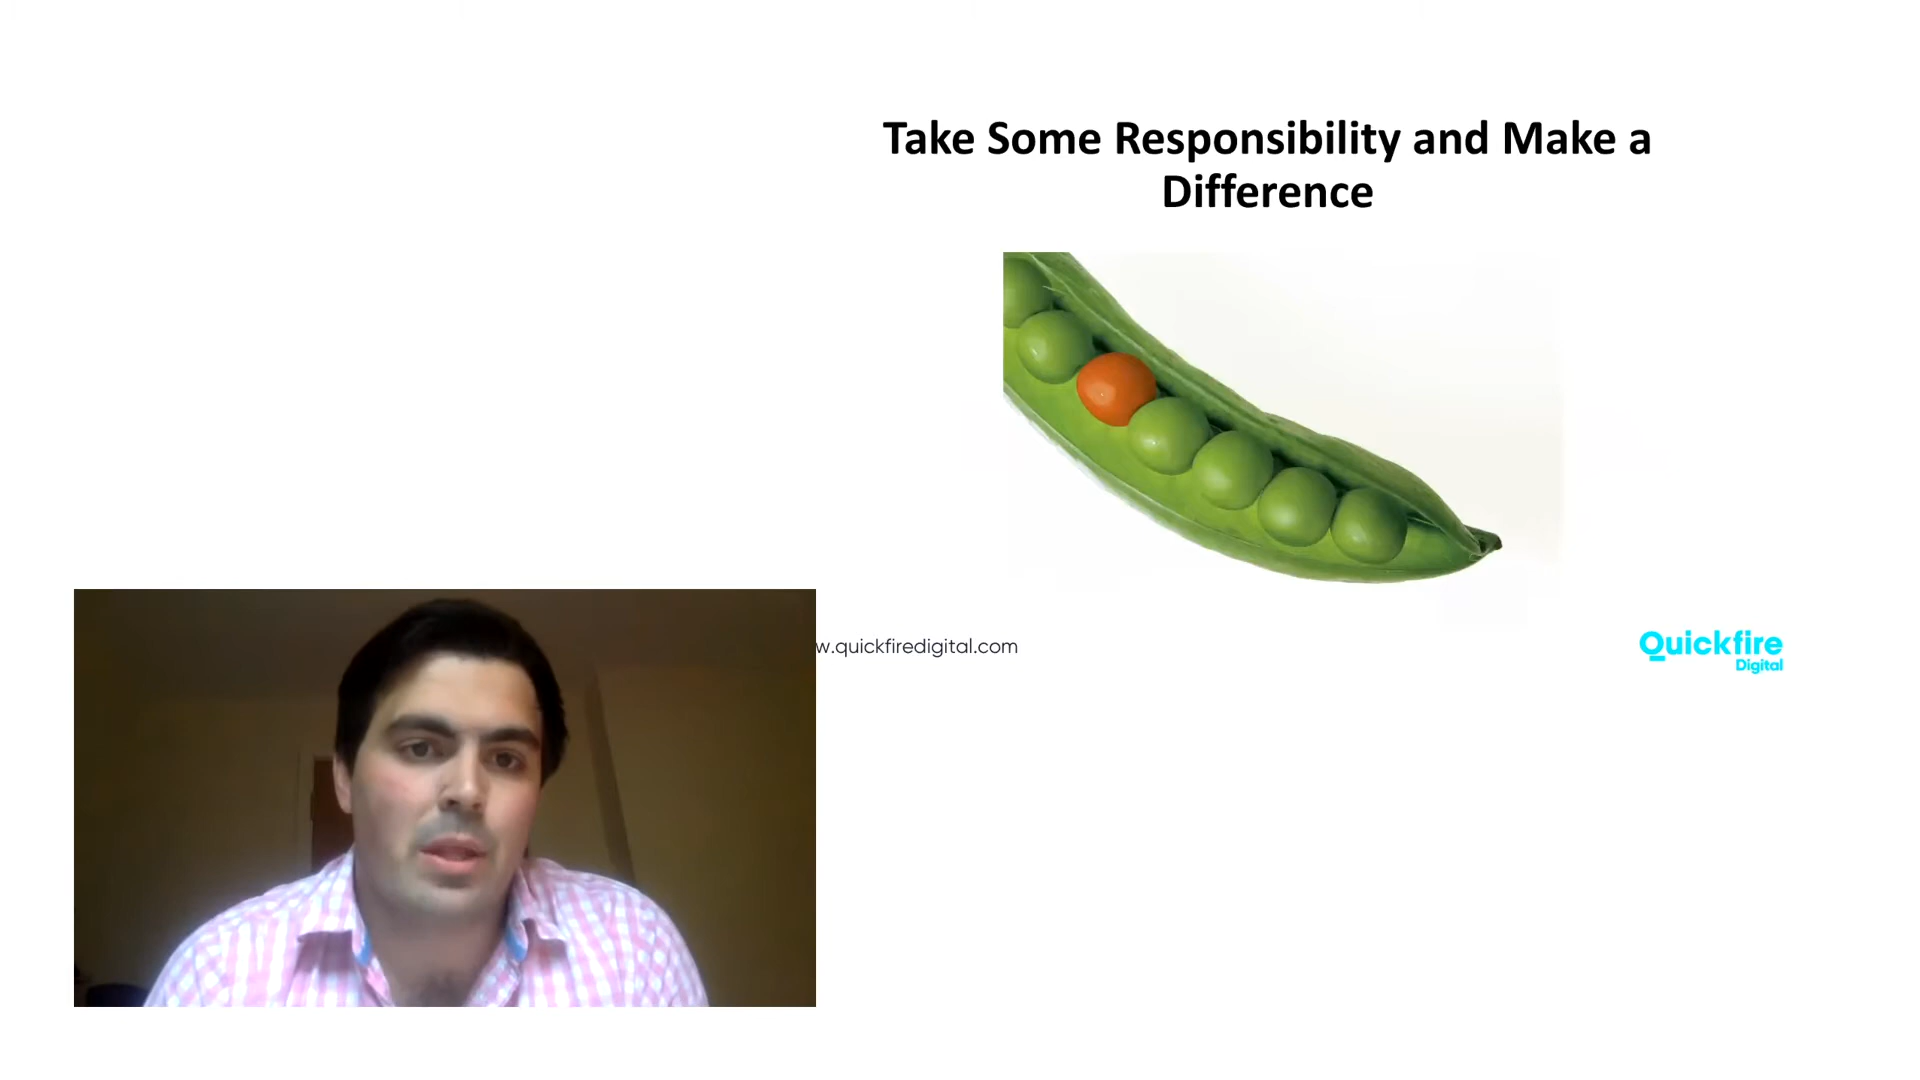 Take Some Responsibility and Make a
Difference
w.quickfiredigital.com
Quickfire
Digital